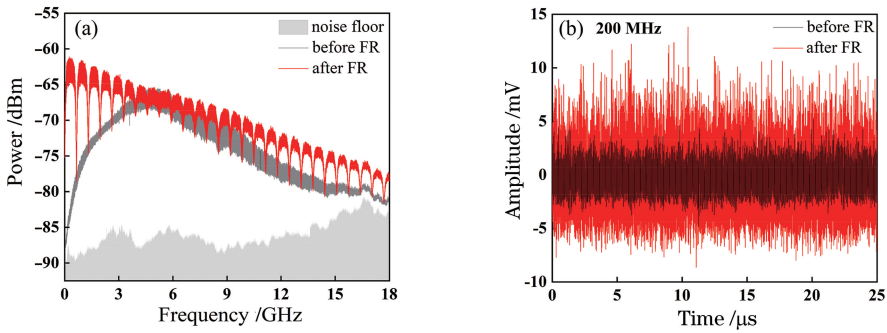 (a)
noise floor
before FR
after FR
Power /dBm
−60
−65
−70
−75
−80
−85
−90
0 3 6 9 12 15 18
Frequency /GHz
(b) 200 MHz
before FR
after FR
Amplitude /mV
15
10
5
0
-5
-10
0 5 10 15 20 25
Time /μs